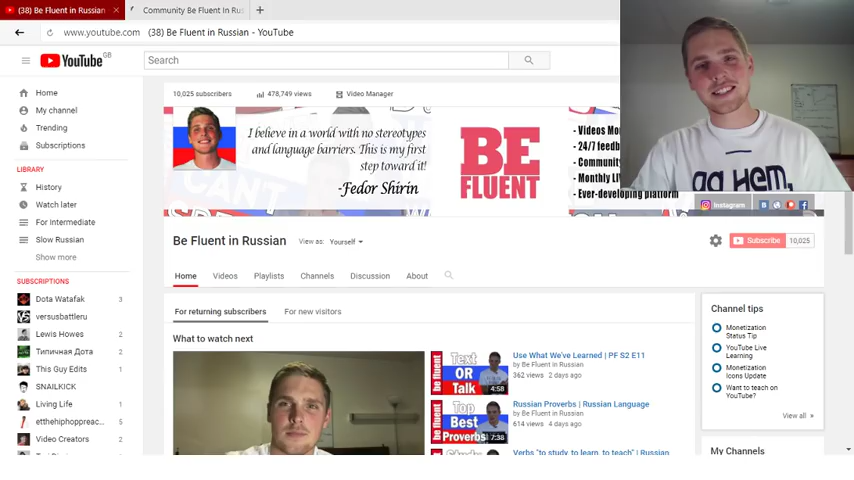 (38) Be Fluent in Russian
Community Be Fluent In Rus
www.youtube.com
(38) Be Fluent in Russian - YouTube
YouTube GB
Search
10,025 subscribers
478,749 views
Video Manager
I believe in a world with no stereotypes
and language barriers. This is my first
step toward it!
-Fedor Shirin
BE
FLUENT
- Videos Mo
- 24/7 feedb
- Community
- Monthly Li
- Ever-developing platform
Instagram
Home
My channel
Trending
Subscriptions
LIBRARY
History
Watch later
For Intermediate
Slow Russian
Show more
SUBSCRIPTIONS
Dota Watafak 3
versusbattleru
Lewis Howes 2
Типичная Дота 2
This Guy Edits 1
SNAILKICK
Living Life 1
etthehiphoppreac... 5
Video Creators 2
Be Fluent in Russian
View as: Yourself
Subscribe 10,025
Home
Videos
Playlists
Channels
Discussion
About
For returning subscribers
For new visitors
What to watch next
be fluent
Text
OR
Talk
4:58
Use What We've Learned | PF S2 E11
by Be Fluent in Russian
362 views 2 days ago
be fluent
Top
Best
Proverbs
7:38
Russian Proverbs | Russian Language
by Be Fluent in Russian
614 views 4 days ago
Verbs "to study, to learn, to teach" | Russian
Channel tips
Monetization
Status Tip
YouTube Live
Learning
Monetization
Icons Update
Want to teach on
YouTube?
View all »
My Channels